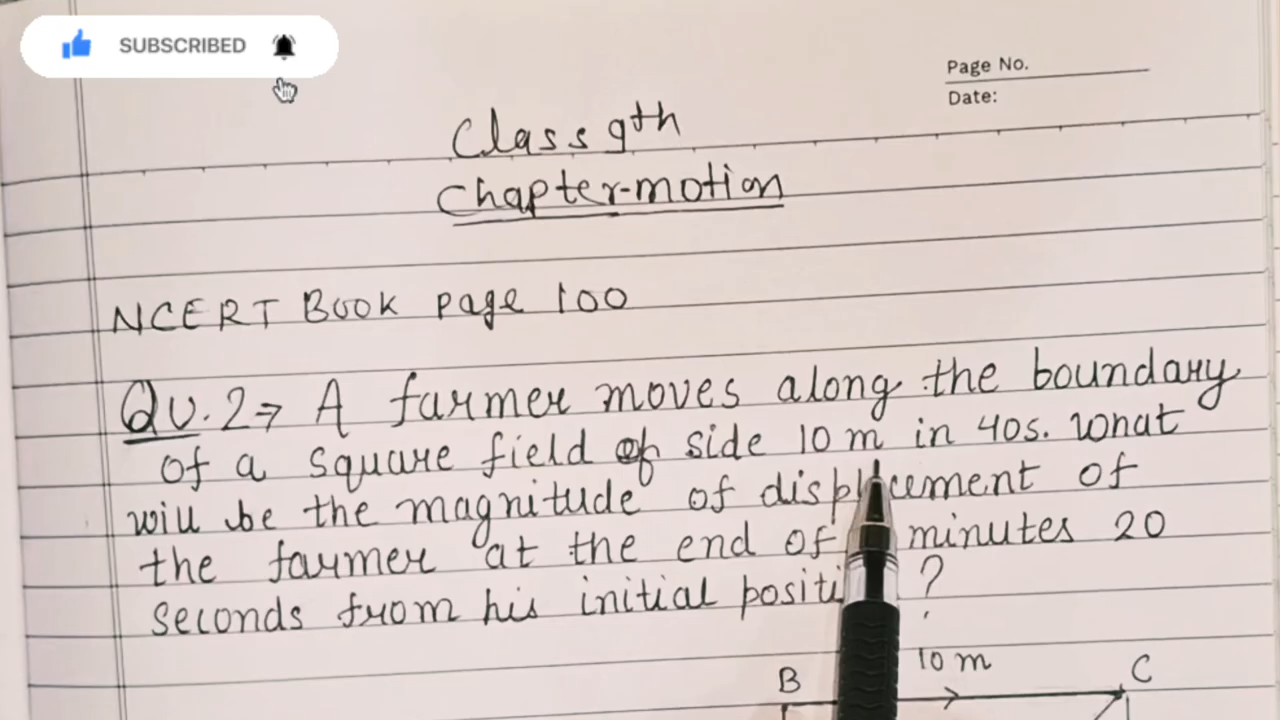 SUBSCRIBED
Page No.
Date:
Class 9th
Chapter-motion
NCERT Book page 100
QU.2⇒ A farmer moves along the boundary
of a square field of side 10 m in 40s. What
will be the magnitude of displacement of
the farmer at the end of minutes 20
seconds from his initial ?
10 m
B
C